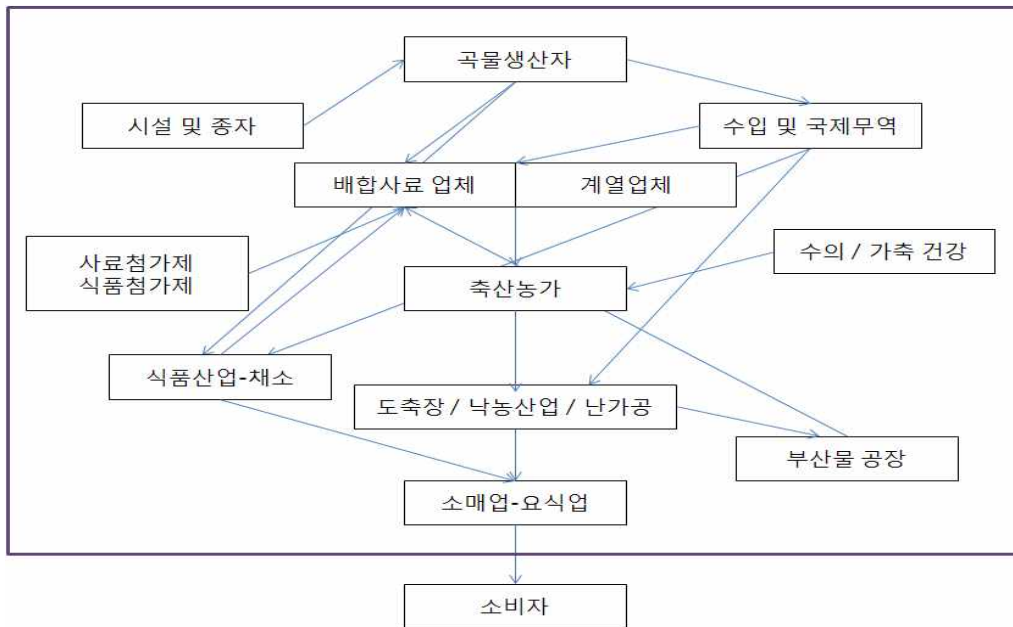 곡물생산자
시설 및 종자
수입 및 국제무역
배합사료 업체
계열업체
사료첨가제
식품첨가제
수의 / 가축 건강
축산농가
식품산업-채소
도축장 / 낙농산업 / 난가공
부산물 공장
소매업-요식업
소비자